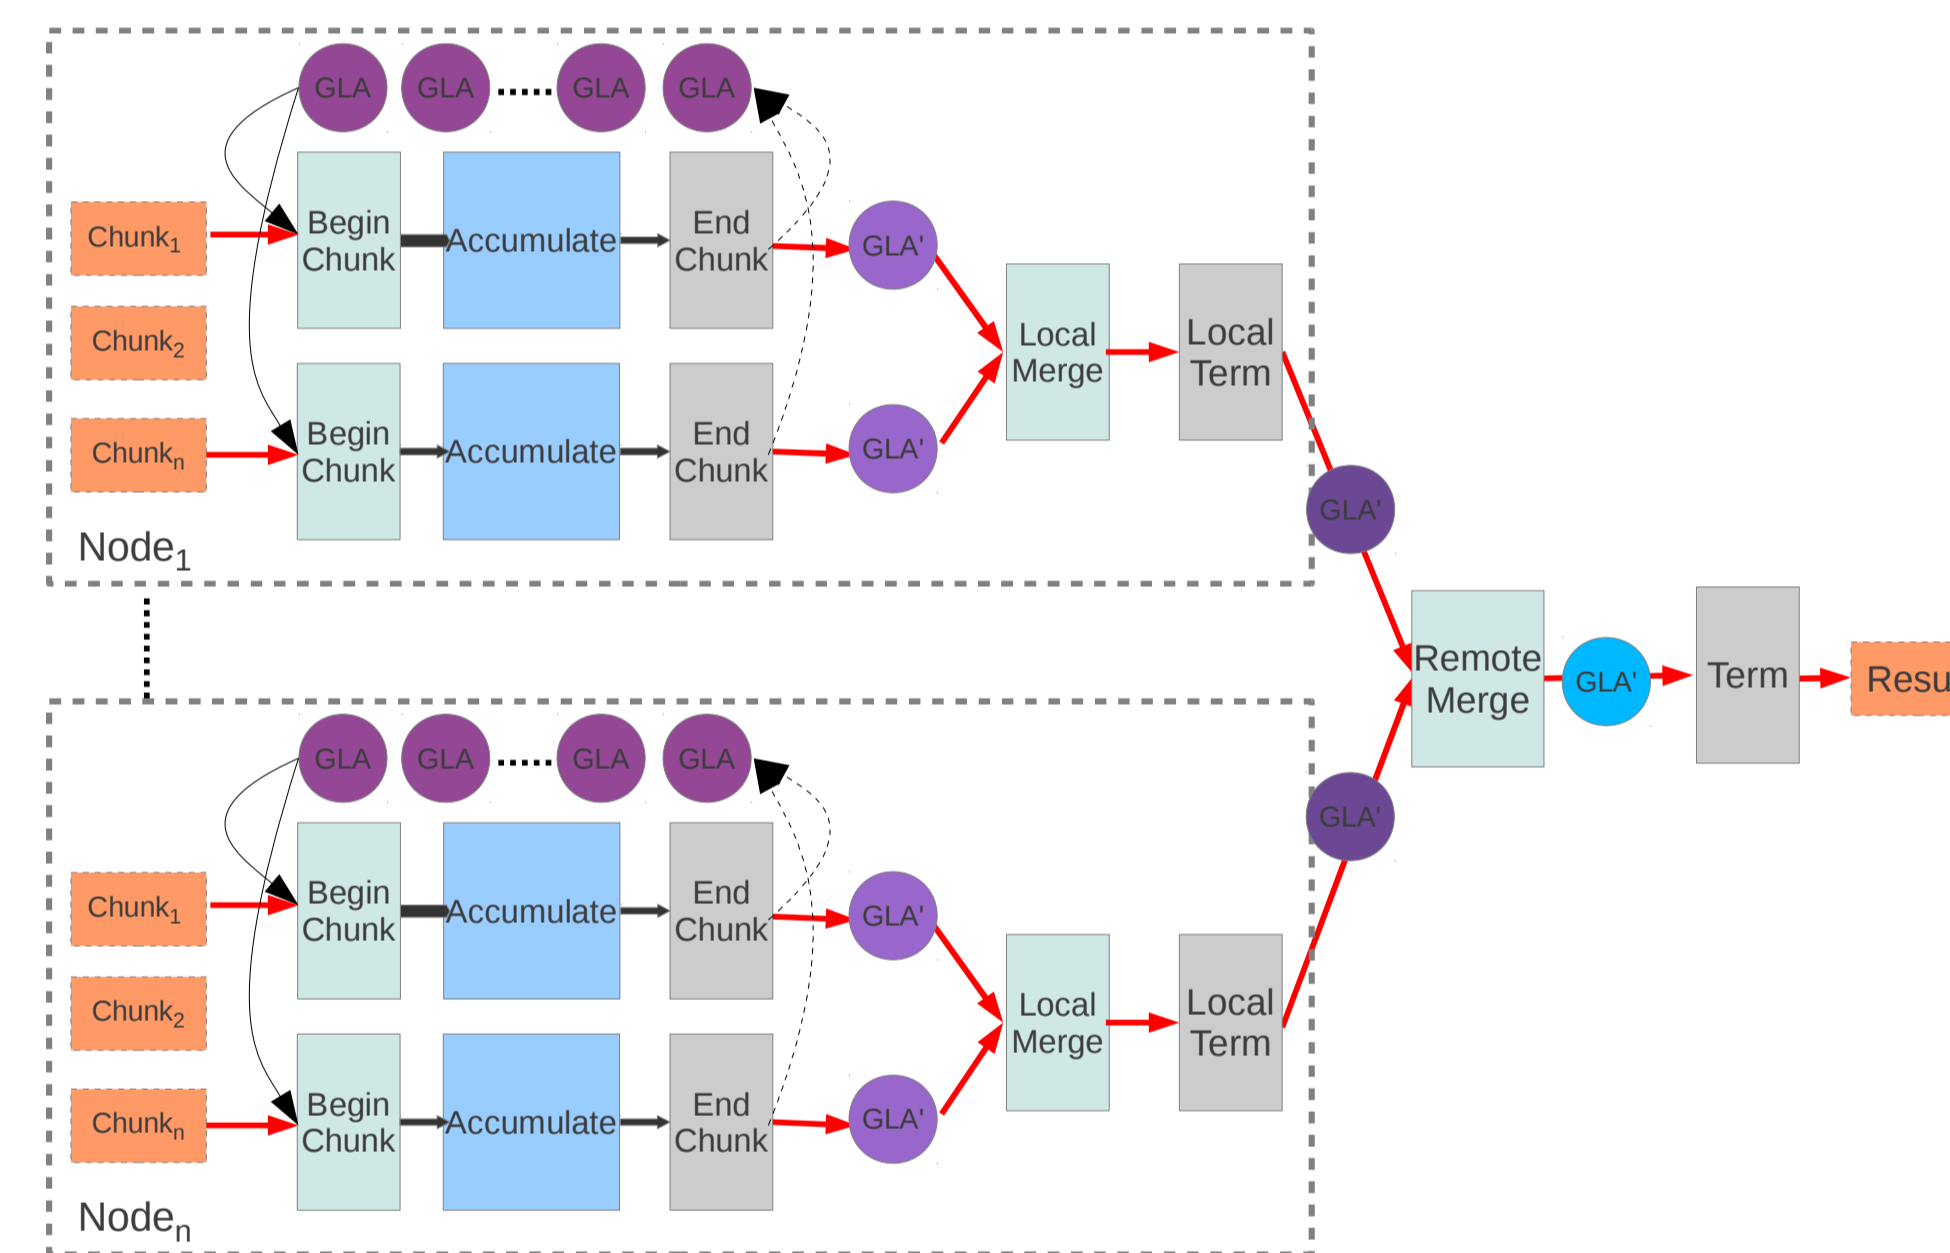 GLA GLA GLA GLA
Chunk1
Begin
Chunk
Accumulate
End
Chunk
GLA'
Chunk2
Local
Merge
Local
Term
Chunkn
Begin
Chunk
Accumulate
End
Chunk
GLA'
Node1
GLA'
Remote
Merge
GLA'
Term
Resu
GLA'
GLA GLA GLA GLA
Chunk1
Begin
Chunk
Accumulate
End
Chunk
GLA'
Chunk2
Local
Merge
Local
Term
Chunkn
Begin
Chunk
Accumulate
End
Chunk
GLA'
Noden